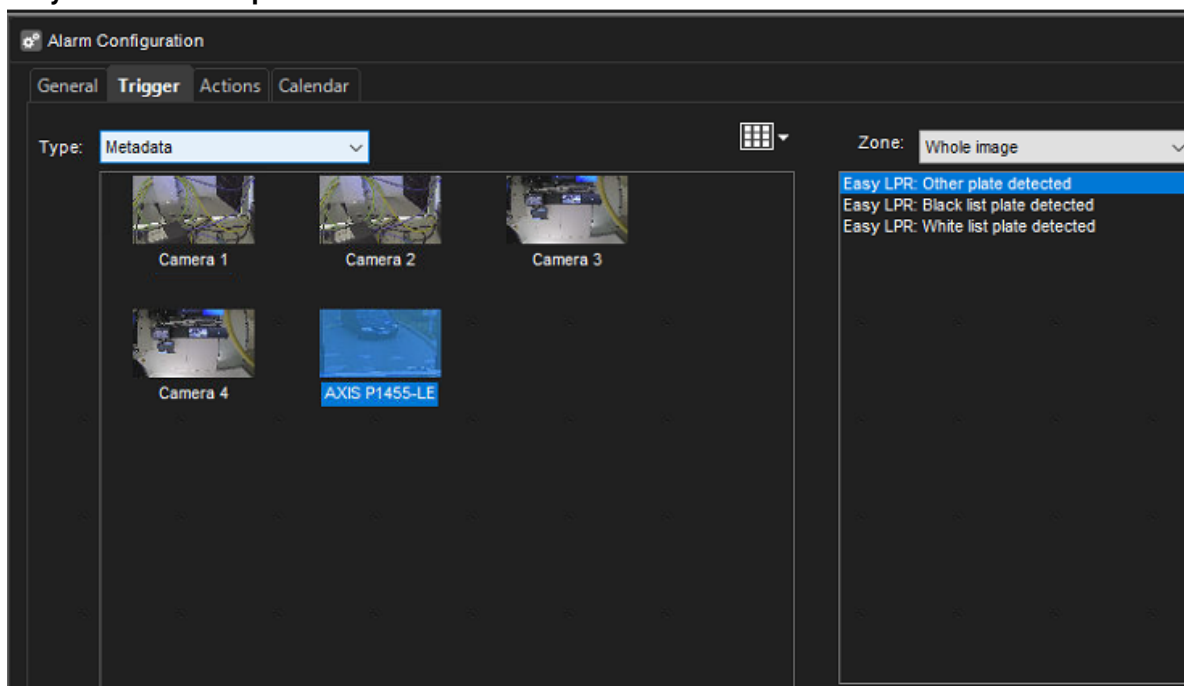 Alarm Configuration
General Trigger Actions Calendar
Type: Metadata
Zone: Whole image
Camera 1 Camera 2 Camera 3
Camera 4 AXIS P1455-LE
Easy LPR: Other plate detected
Easy LPR: Black list plate detected
Easy LPR: White list plate detected